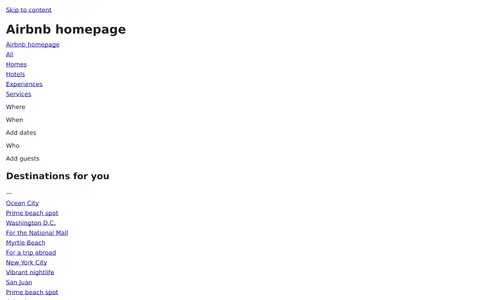 Skip to content
Airbnb homepage
Airbnb homepage
All
Homes
Hotels
Experiences
Services
Where
When
Add dates
Who
Add guests
Destinations for you
—
Ocean City
Prime beach spot
Washington D.C.
For the National Mall
Myrtle Beach
For a trip abroad
New York City
Vibrant nightlife
San Juan
Prime beach spot